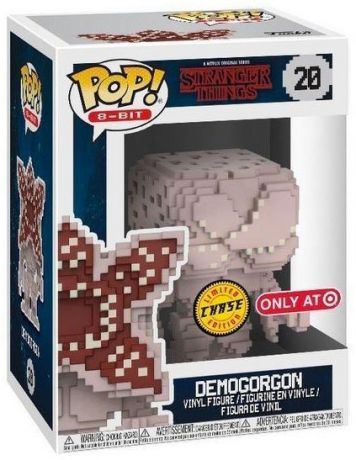 POP!
8-BIT
A NETFLIX ORIGINAL SERIES
STRANGER
THINGS
20
LIMITED
CHASE
EDITION
ONLY AT
DEMOGORGON
VINYL FIGURE / FIGURINE EN VINYLE /
FIGURA DE VINIL